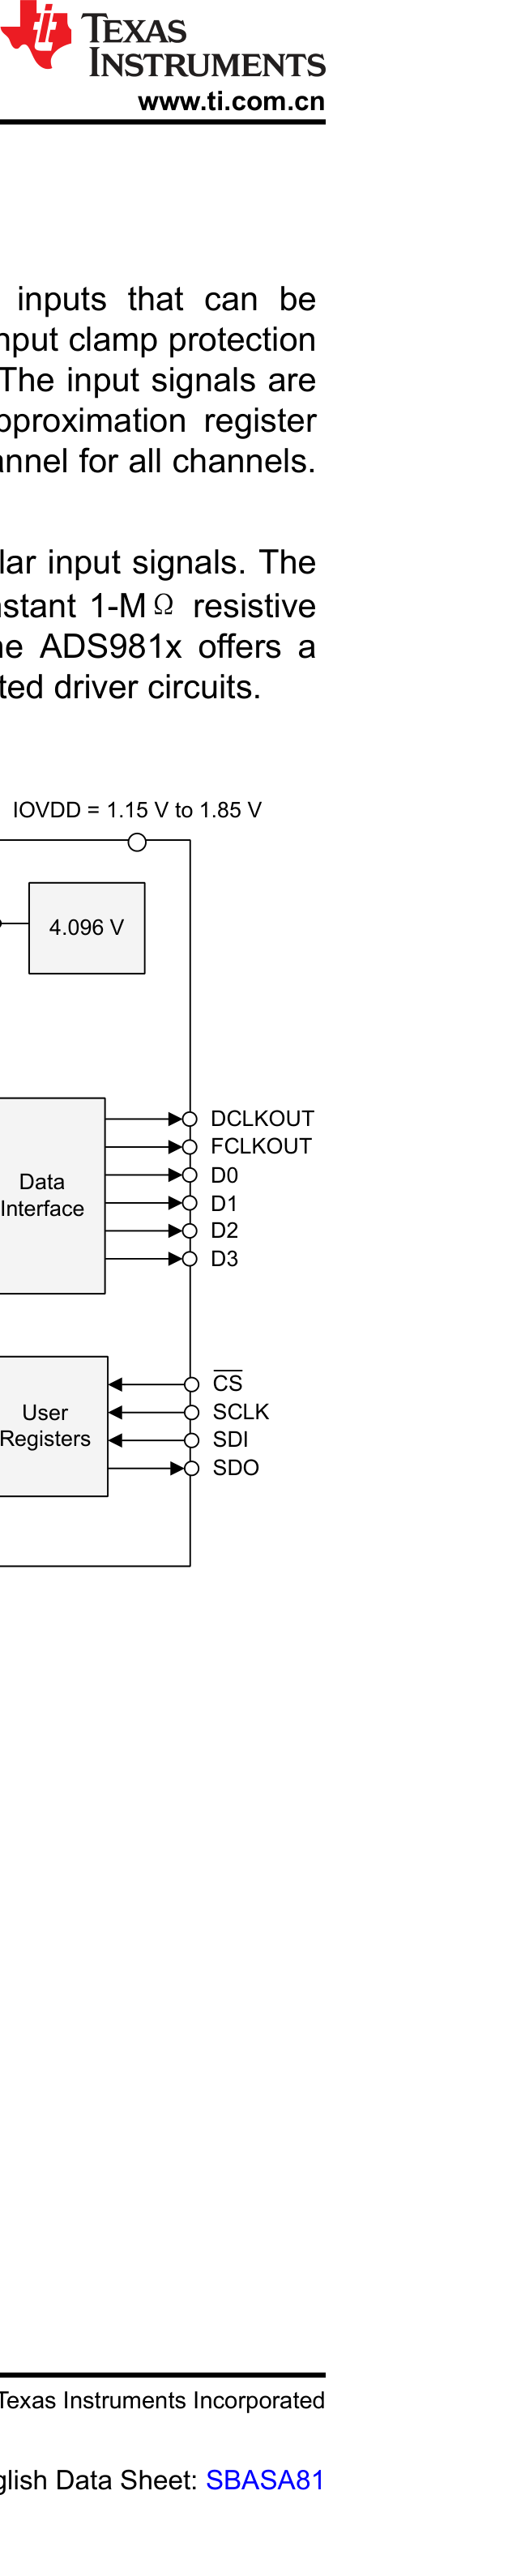 TEXAS
INSTRUMENTS
www.ti.com.cn
inputs that can be
nput clamp protection
The input signals are
pproximation register
annel for all channels.
lar input signals. The
nstant 1-MΩ resistive
ne ADS981x offers a
ted driver circuits.
IOVDD = 1.15 V to 1.85 V
4.096 V
DCLKOUT
FCLKOUT
D0
D1
D2
D3
Data
Interface
CS
SCLK
SDI
SDO
User
Registers
Texas Instruments Incorporated
glish Data Sheet: SBASA81